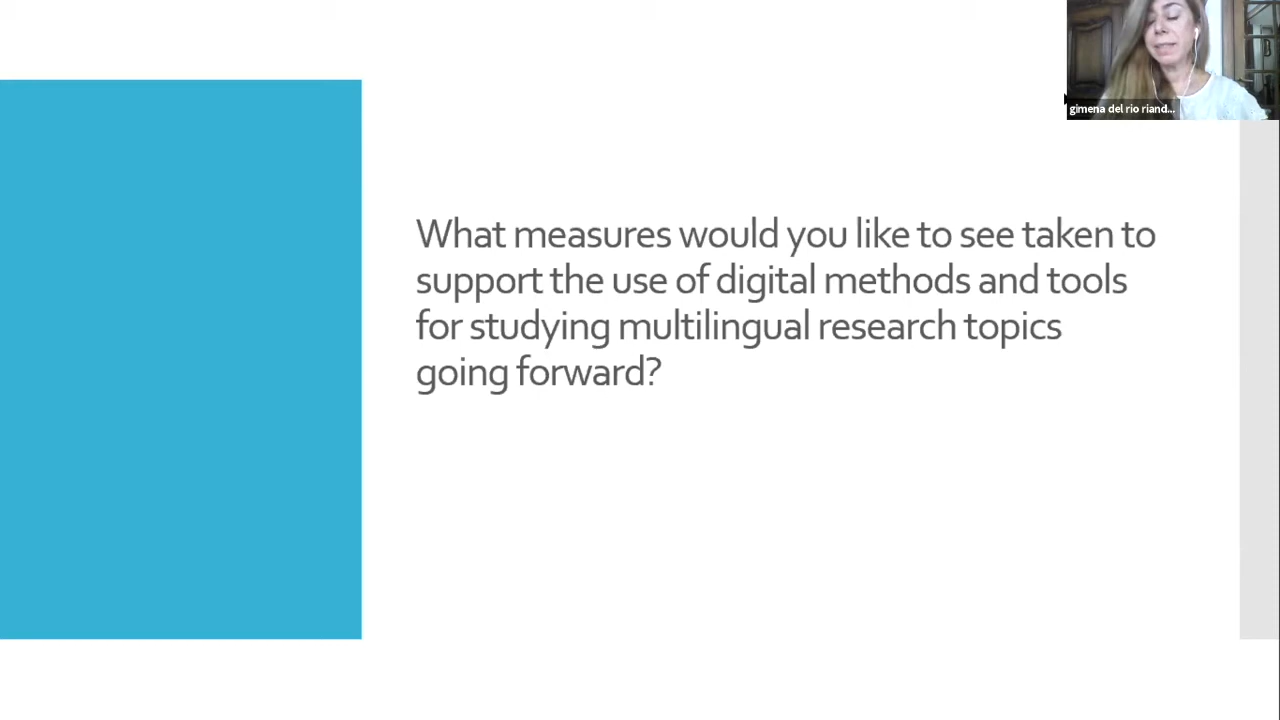 gimena del rio riand...
What measures would you like to see taken to
support the use of digital methods and tools
for studying multilingual research topics
going forward?